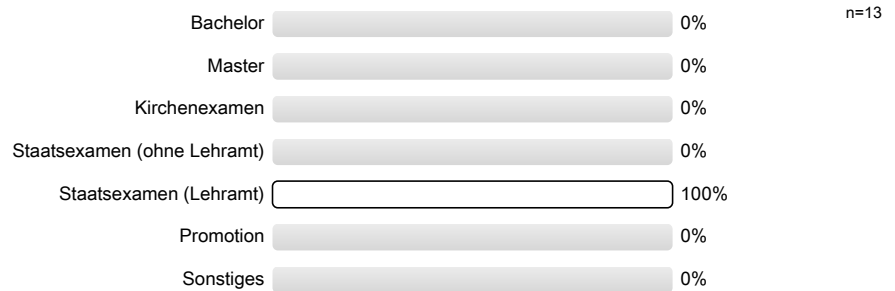 Bachelor 0% n=13
Master 0%
Kirchenexamen 0%
Staatsexamen (ohne Lehramt) 0%
Staatsexamen (Lehramt) 100%
Promotion 0%
Sonstiges 0%